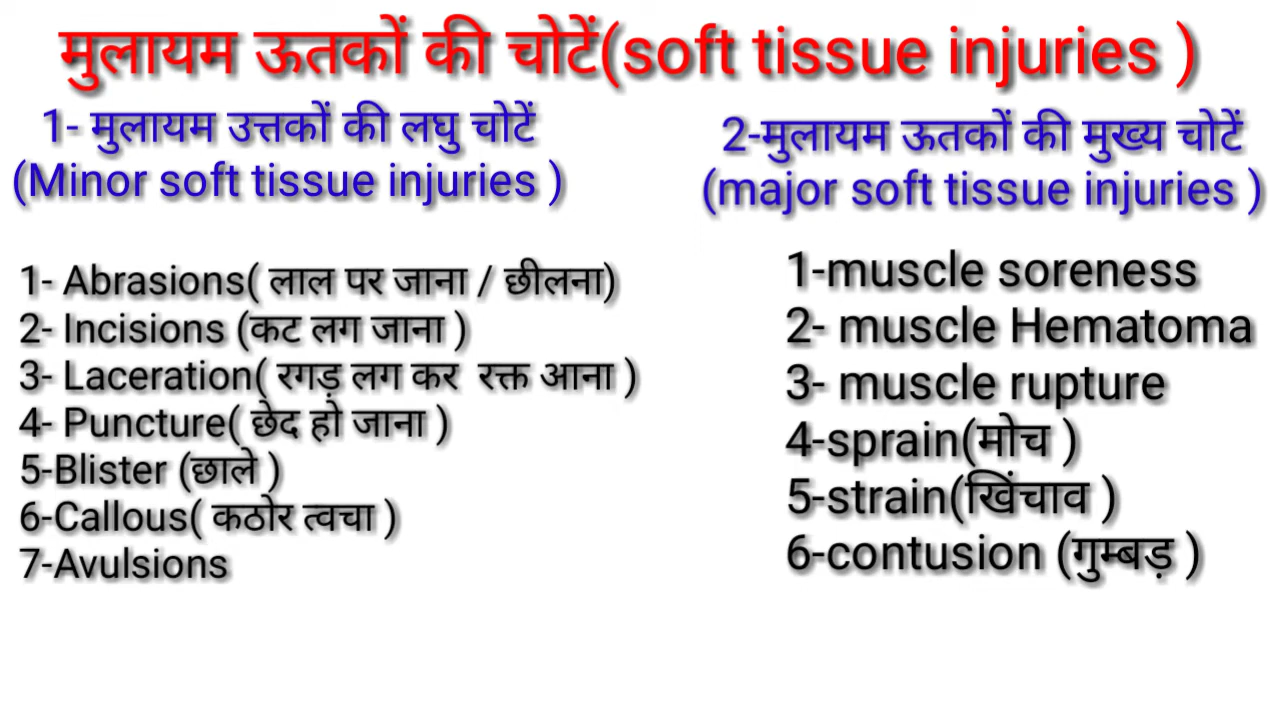 मुलायम ऊतकों की चोटें(soft tissue injuries )
1- मुलायम उत्तकों की लघु चोटें
(Minor soft tissue injuries )
1- Abrasions( लाल पर जाना / छीलना)
2- Incisions (कट लग जाना )
3- Laceration( रगड़ लग कर  रक्त आना )
4- Puncture( छेद हो जाना )
5-Blister (छाले )
6-Callous( कठोर त्वचा )
7-Avulsions
2-मुलायम ऊतकों की मुख्य चोटें
(major soft tissue injuries )
1-muscle soreness
2- muscle Hematoma
3- muscle rupture
4-sprain(मोच )
5-strain(खिंचाव )
6-contusion (गुम्बड़ )